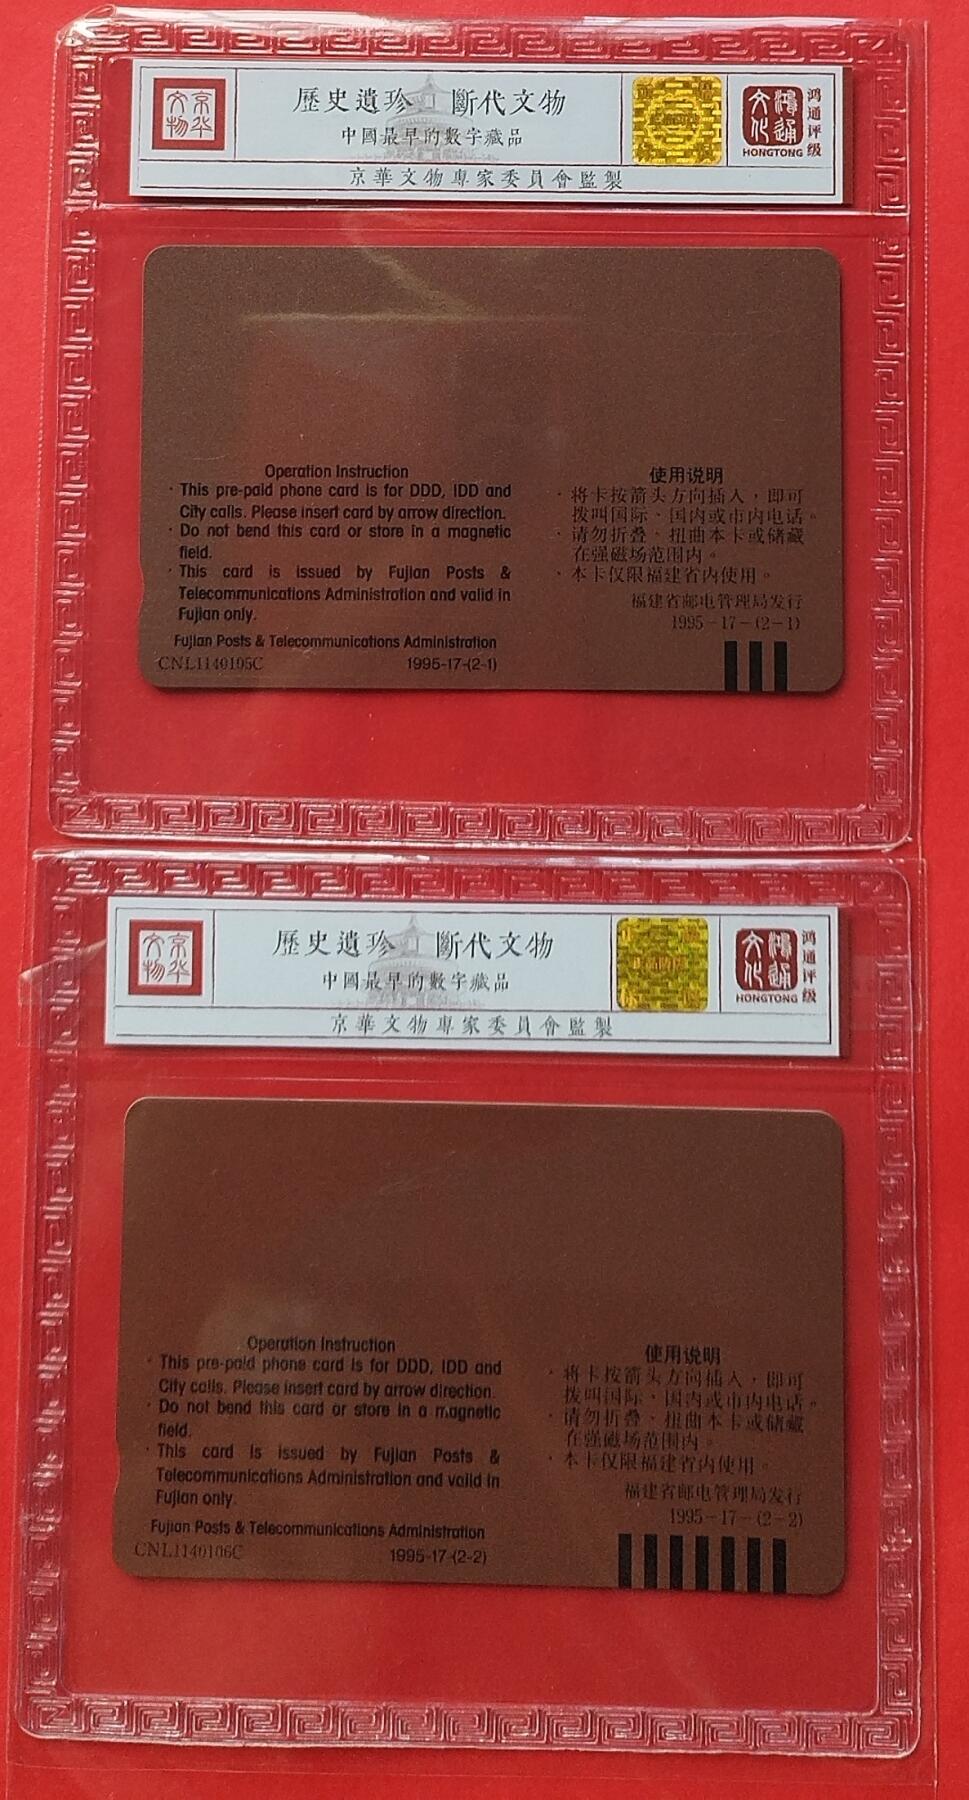 京华
文物
歷史遺珍 斷代文物
中國最早的數字藏品
京華文物專家委員會監製
鴻通
文化
HONGTONG
鸿通评级
Operation Instruction
· This pre-paid phone card is for DDD, IDD and
City calls. Please insert card by arrow direction.
· Do not bend this card or store in a magnetic
field.
· This card is issued by Fujian Posts &
Telecommunications Administration and valid in
Fujian only.
Fujian Posts & Telecommunications Administration
CNL1140105C 1995-17-(2-1)
使用说明
· 将卡按箭头方向插入，即可
拨叫国际、国内或市内电话。
· 请勿折叠、扭曲本卡或储藏
在强磁场范围内。
· 本卡仅限福建省内使用。
福建省邮电管理局发行
1995－17－(2－1)
京华
文物
歷史遺珍 斷代文物
中國最早的數字藏品
京華文物專家委員會監製
鴻通
文化
HONGTONG
鸿通评级
Operation Instruction
· This pre-paid phone card is for DDD, IDD and
City calls. Please insert card by arrow direction.
· Do not bend this card or store in a magnetic
field.
· This card is issued by Fujian Posts &
Telecommunications Administration and valid in
Fujian only.
Fujian Posts & Telecommunications Administration
CNL1140106C 1995-17-(2-2)
使用说明
· 将卡按箭头方向插入，即可
拨叫国际、国内或市内电话。
· 请勿折叠、扭曲本卡或储藏
在强磁场范围内。
· 本卡仅限福建省内使用。
福建省邮电管理局发行
1995－17－(2－2)